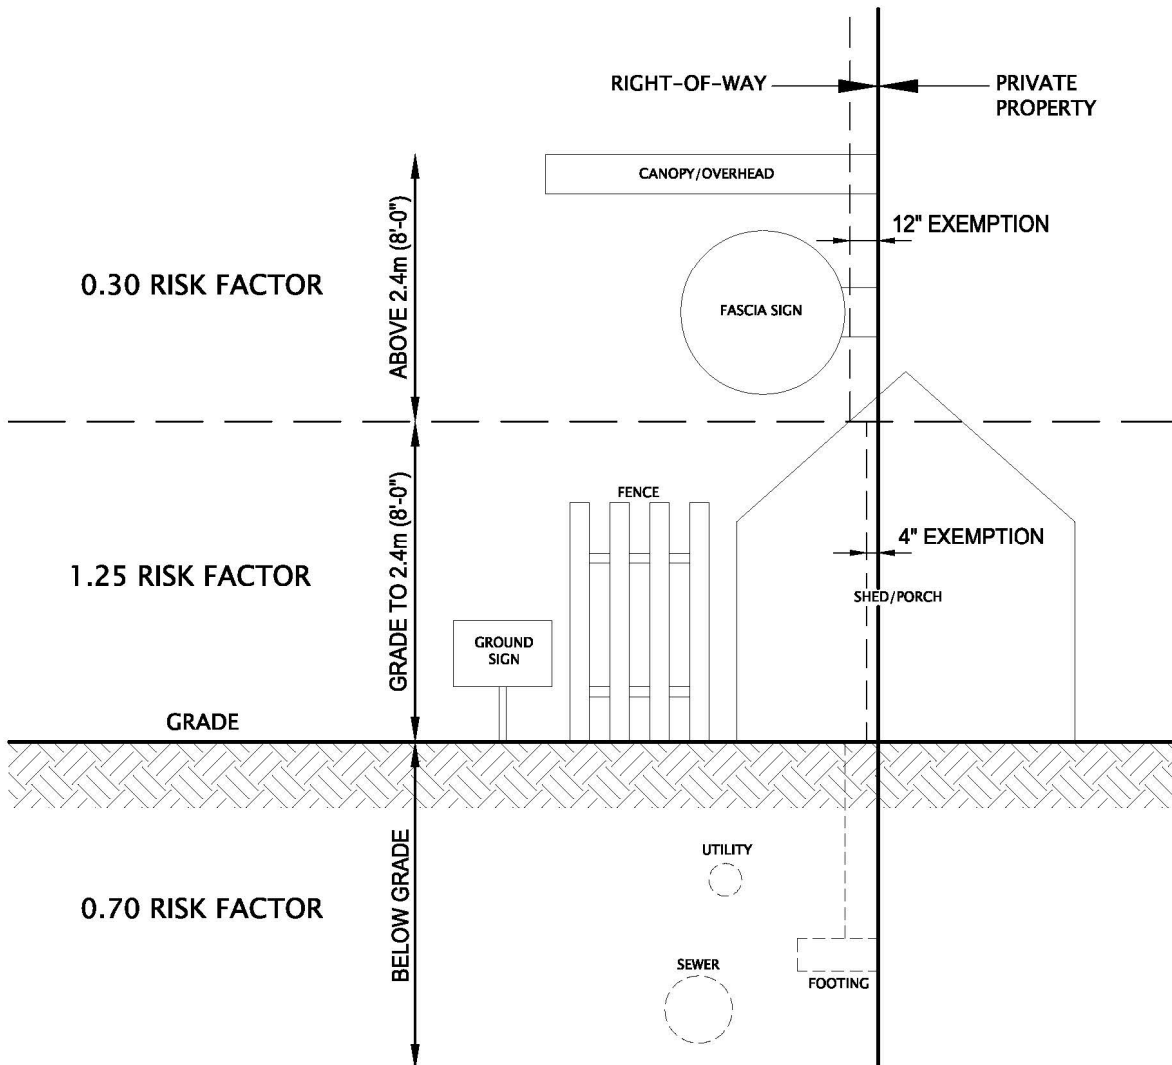 RIGHT-OF-WAY
PRIVATE
PROPERTY
CANOPY/OVERHEAD
12" EXEMPTION
ABOVE 2.4m (8'-0")
0.30 RISK FACTOR
FASCIA SIGN
FENCE
GRADE TO 2.4m (8'-0")
4" EXEMPTION
1.25 RISK FACTOR
SHED/PORCH
GROUND
SIGN
GRADE
UTILITY
BELOW GRADE
0.70 RISK FACTOR
SEWER
FOOTING